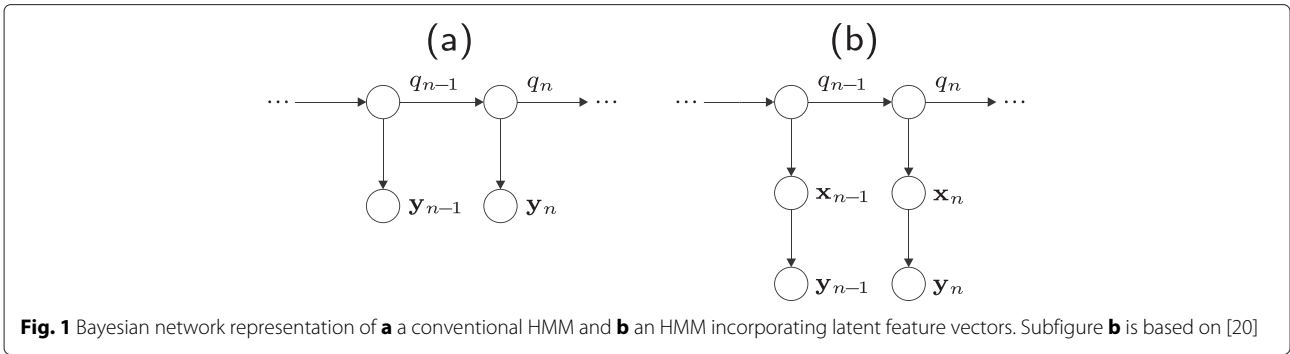 (a) (b)
··· q_{n−1} q_n ··· ··· q_{n−1} q_n ···
x_{n−1} x_n
y_{n−1} y_n
y_{n−1} y_n
Fig. 1 Bayesian network representation of a a conventional HMM and b an HMM incorporating latent feature vectors. Subfigure b is based on [20]